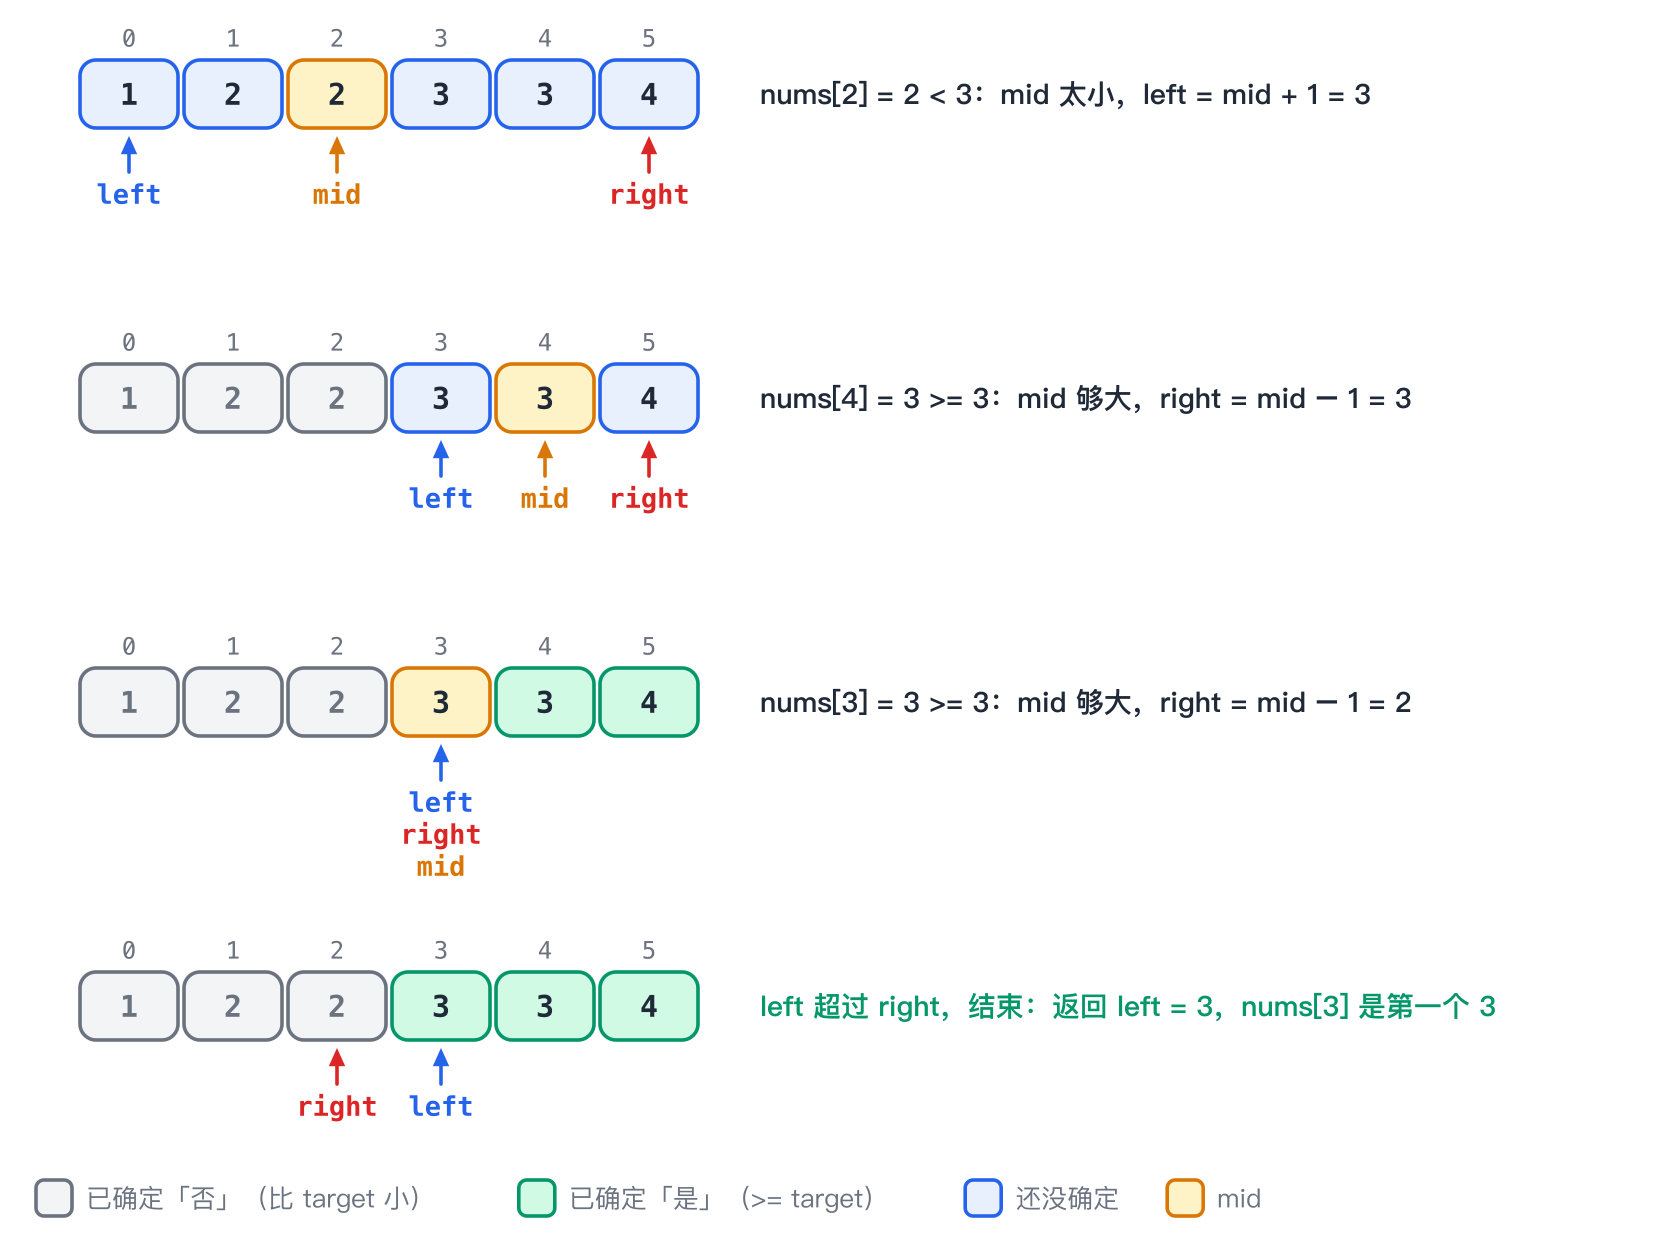 0 1 2 3 4 5
1 2 2 3 3 4 nums[2] = 2 < 3：mid 太小，left = mid + 1 = 3
left mid right
0 1 2 3 4 5
1 2 2 3 3 4 nums[4] = 3 >= 3：mid 够大，right = mid − 1 = 3
left mid right
0 1 2 3 4 5
1 2 2 3 3 4 nums[3] = 3 >= 3：mid 够大，right = mid − 1 = 2
left
right
mid
0 1 2 3 4 5
1 2 2 3 3 4 left 超过 right，结束：返回 left = 3，nums[3] 是第一个 3
right left
已确定「否」（比 target 小） 已确定「是」（>= target） 还没确定 mid